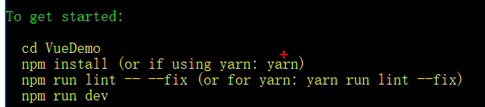 To get started:
cd VueDemo
npm install (or if using yarn: yarn)
npm run lint -- --fix (or for yarn: yarn run lint --fix)
npm run dev